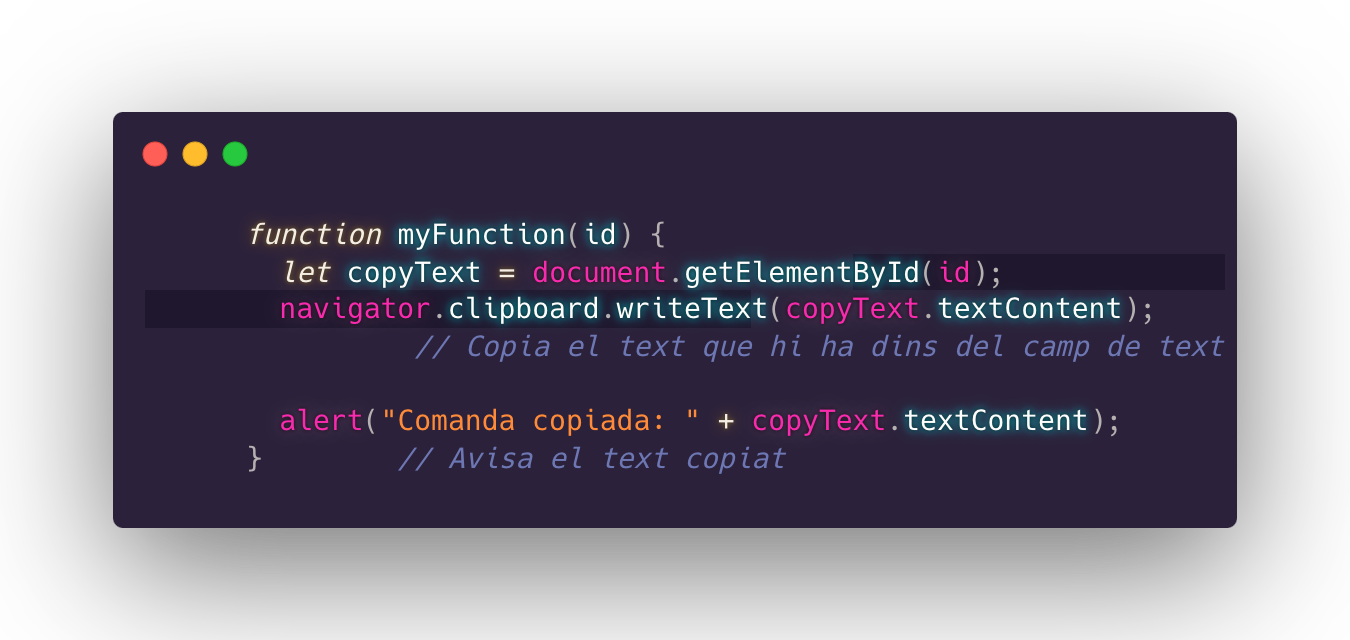 function myFunction(id) {
let copyText = document.getElementById(id);
navigator.clipboard.writeText(copyText.textContent);
// Copia el text que hi ha dins del camp de text
alert("Comanda copiada: " + copyText.textContent);
} // Avisa el text copiat